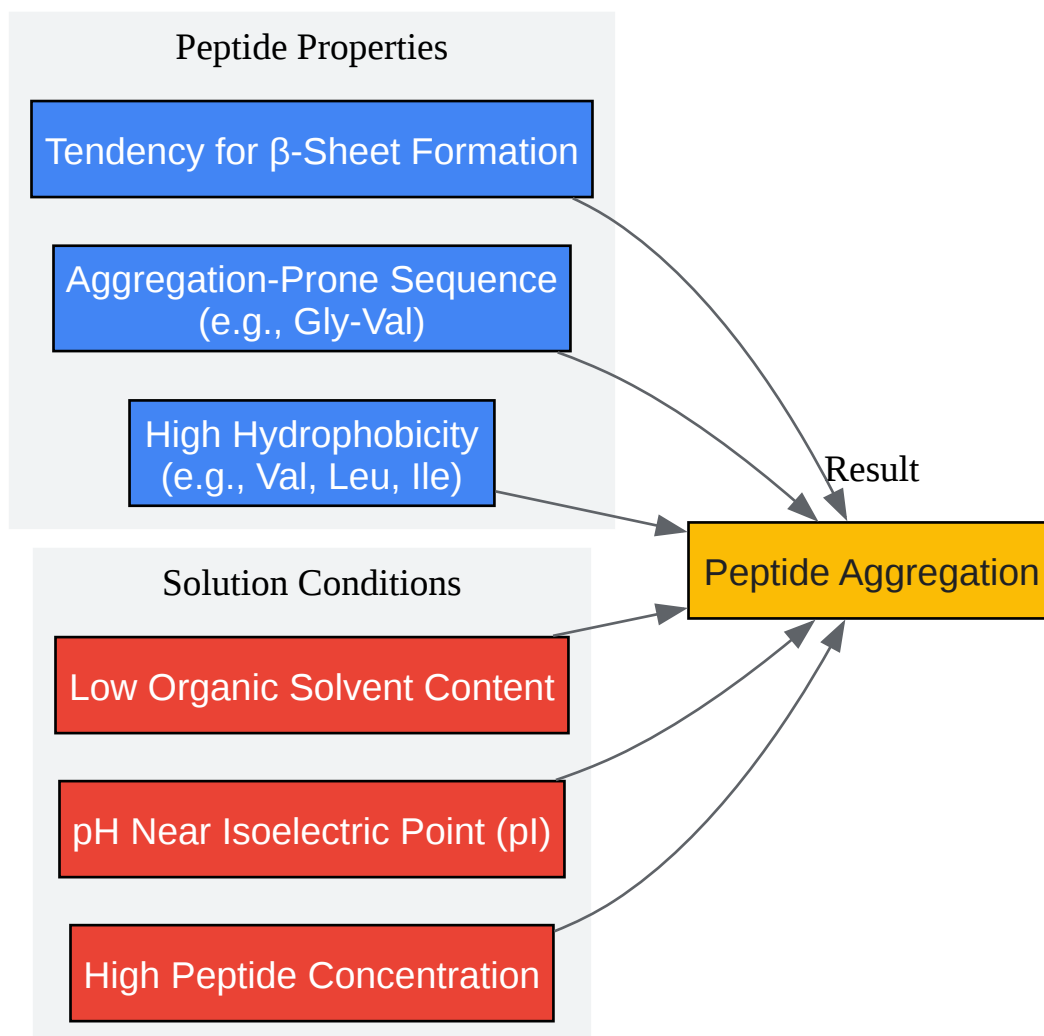 Peptide Properties
Tendency for β-Sheet Formation
Aggregation-Prone Sequence
(e.g., Gly-Val)
High Hydrophobicity
(e.g., Val, Leu, Ile)
Result
Peptide Aggregation
Solution Conditions
Low Organic Solvent Content
pH Near Isoelectric Point (pI)
High Peptide Concentration